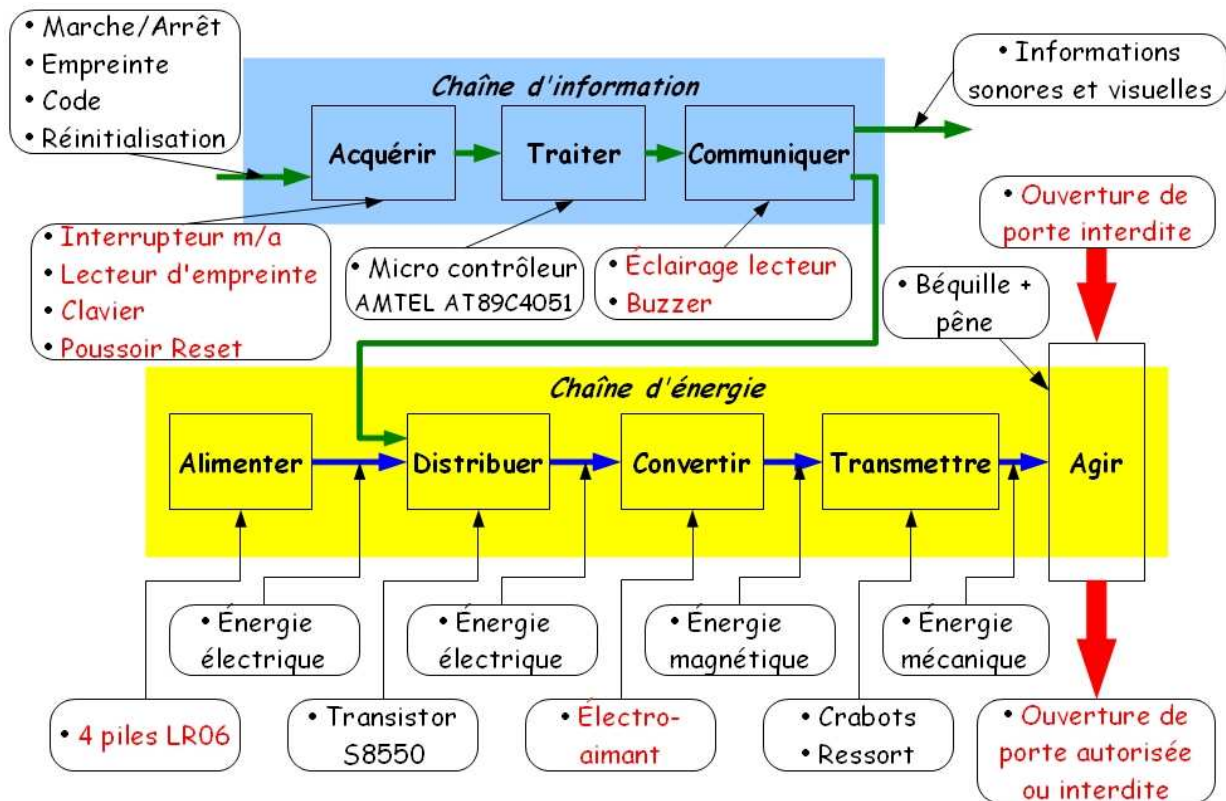 • Marche/Arrêt
• Empreinte
• Code
• Réinitialisation
Chaîne d'information
• Informations
sonores et visuelles
Acquérir
Traiter
Communiquer
• Ouverture de
porte interdite
• Interrupteur m/a
• Lecteur d'empreinte
• Clavier
• Poussoir Reset
• Micro contrôleur
AMTEL AT89C4051
• Éclairage lecteur
• Buzzer
• Béquille +
pêne
Chaîne d'énergie
Alimenter
Distribuer
Convertir
Transmettre
Agir
• Énergie
électrique
• Énergie
électrique
• Énergie
magnétique
• Énergie
mécanique
• 4 piles LR06
• Transistor
S8550
• Électro-
aimant
• Crabots
• Ressort
• Ouverture de
porte autorisée
ou interdite